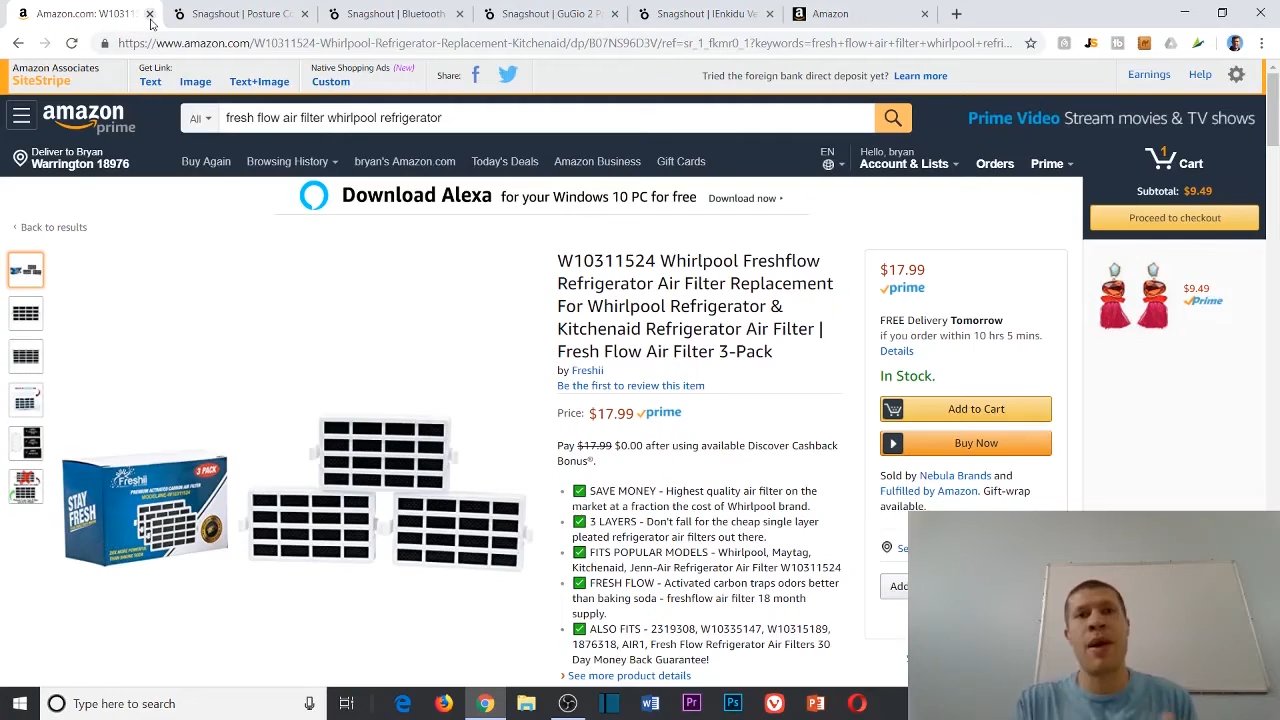 Amazon.com: W10311
Snagshout | Posture Co
Snagshout | Bluetooth
Snagshout | GuGio 2 P
Snagshout | IEnkidu Ve
Amazon
https://www.amazon.com/W10311524-Whirlpool-Refrigerator-Replacement-Kitchenaid/dp/B07NS96D3V/ref=sr_1_fkmr0_1?keywords=fresh+flow+air+filter+whirlpool+refri...
Amazon Associates
SiteStripe
Get Link:
Text Image Text+Image
Native Shopping Ads (New)
Custom
Share:
Tried the foreign bank direct deposit yet? Learn more
Earnings Help
amazon
prime
All
fresh flow air filter whirlpool refrigerator
Prime Video Stream movies & TV shows
Deliver to Bryan
Warrington 18976
Buy Again Browsing History bryan's Amazon.com Today's Deals Amazon Business Gift Cards
EN
Hello, bryan
Account & Lists Orders Prime
1
Cart
Subtotal: $9.49
Proceed to checkout
$9.49
Prime
Download Alexa for your Windows 10 PC for free Download now
‹ Back to results
W10311524 Whirlpool Freshflow
Refrigerator Air Filter Replacement
For Whirlpool Refrigerator &
Kitchenaid Refrigerator Air Filter |
Fresh Flow Air Filter 3-Pack
by Freshii
Be the first to review this item
Price: $17.99 prime
Pay $17.99 $0.00 after using available Discover Cashback
Bonus®.
SAVE MONEY - Highest quality air filter on the
market at a fraction the cost of Whirlpool brand.
3 LAYERS - Don't fall for the cheap single layer
pleated refrigerator air filters out there.
FITS POPULAR MODELS - Whirlpool, Maytag,
Kitchenaid, Jenn-Air Refrigerator Air Filter W10311524
FRESH FLOW - Activated carbon traps odors better
than baking soda - freshflow air filter 18 month
supply.
ALSO FITS - 2319308, W10335147, W10315189,
1876318, AIR1, Fresh Flow Refrigerator Air Filters 30
Day Money Back Guarantee!
› See more product details
$17.99
prime
FREE Delivery Tomorrow
if you order within 10 hrs 5 mins.
Details
In Stock.
Add to Cart
Buy Now
Sold by Nebula Brands and
Fulfilled by Amazon. Gift-wrap
available.
Se
Add
Freshii
3 PACK
STAY
FRESH
Type here to search